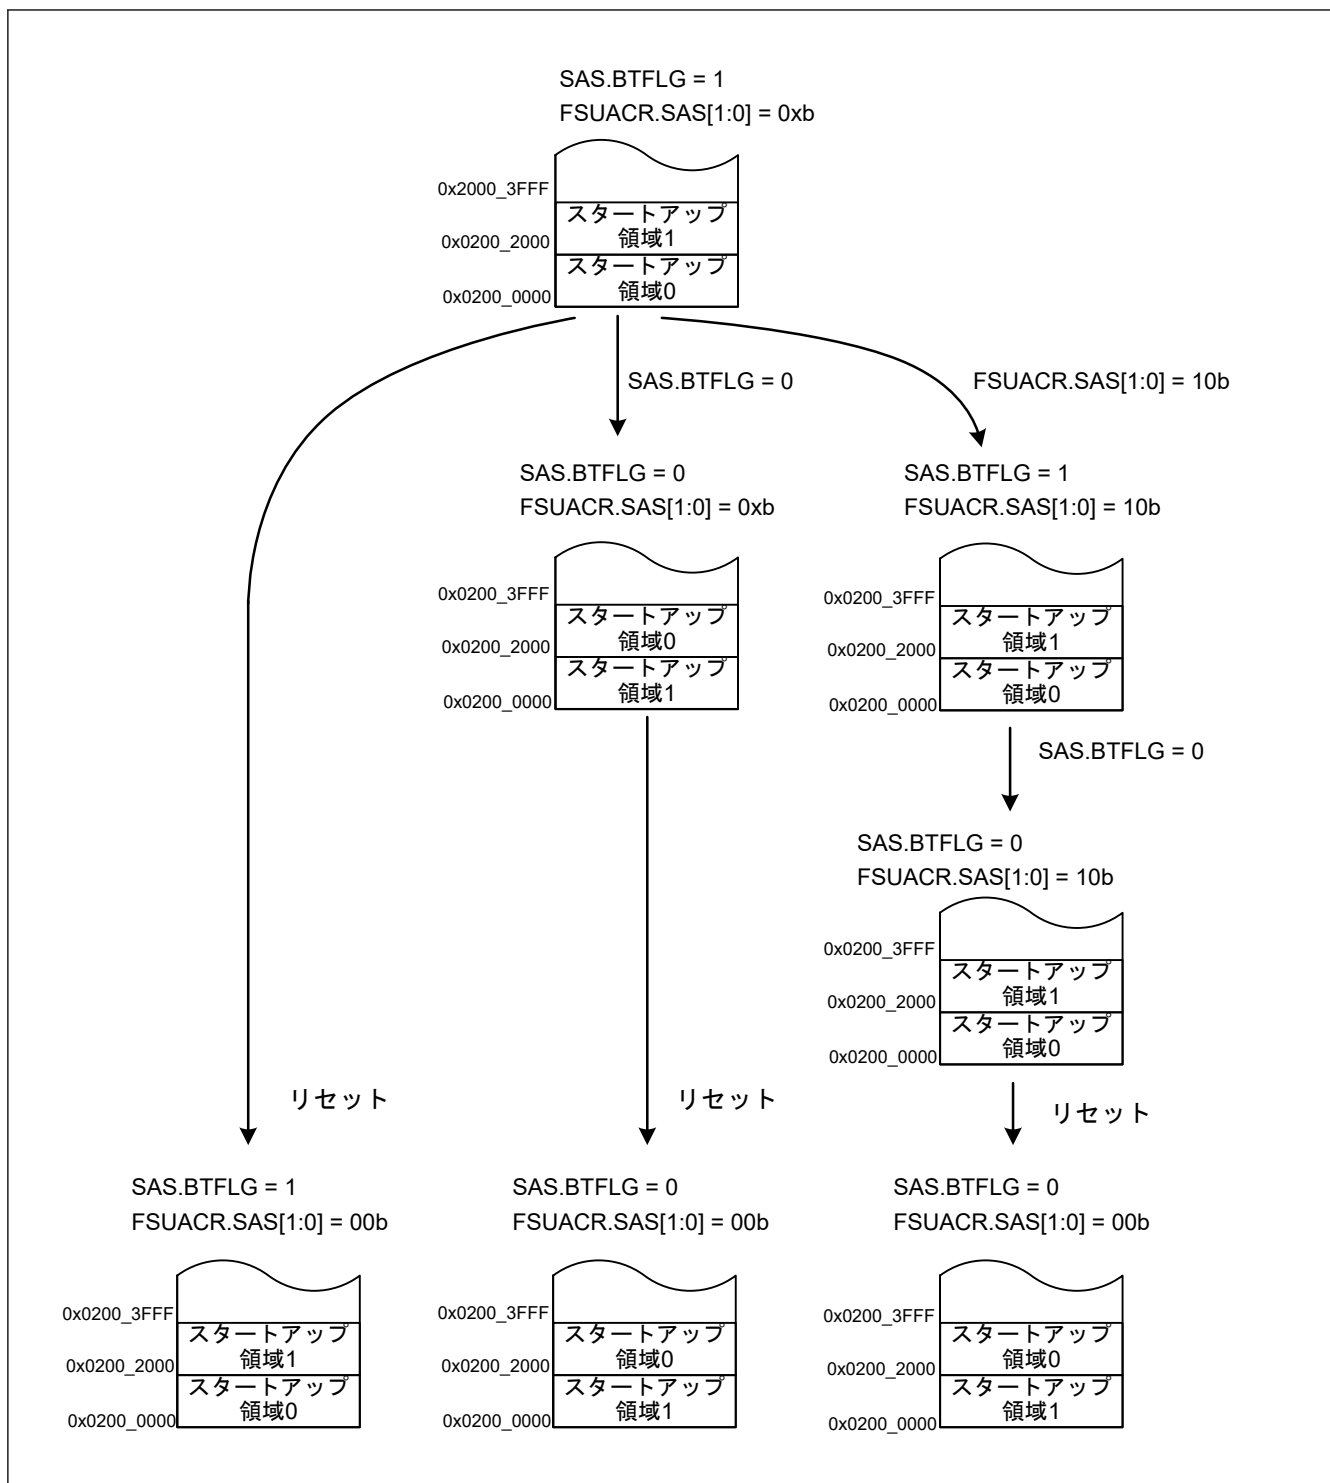 SAS.BTFLG = 1
FSUACR.SAS[1:0] = 0xb
0x2000_3FFF
スタートアップ
領域1
0x0200_2000
スタートアップ
領域0
0x0200_0000
SAS.BTFLG = 0
FSUACR.SAS[1:0] = 10b
SAS.BTFLG = 0
FSUACR.SAS[1:0] = 0xb
0x0200_3FFF
スタートアップ
領域0
0x0200_2000
スタートアップ
領域1
0x0200_0000
SAS.BTFLG = 1
FSUACR.SAS[1:0] = 10b
0x0200_3FFF
スタートアップ
領域1
0x0200_2000
スタートアップ
領域0
0x0200_0000
SAS.BTFLG = 0
SAS.BTFLG = 0
FSUACR.SAS[1:0] = 10b
0x0200_3FFF
スタートアップ
領域1
0x0200_2000
スタートアップ
領域0
0x0200_0000
リセット
リセット
リセット
SAS.BTFLG = 1
FSUACR.SAS[1:0] = 00b
0x0200_3FFF
スタートアップ
領域1
0x0200_2000
スタートアップ
領域0
0x0200_0000
SAS.BTFLG = 0
FSUACR.SAS[1:0] = 00b
0x0200_3FFF
スタートアップ
領域0
0x0200_2000
スタートアップ
領域1
0x0200_0000
SAS.BTFLG = 0
FSUACR.SAS[1:0] = 00b
0x0200_3FFF
スタートアップ
領域0
0x0200_2000
スタートアップ
領域1
0x0200_0000